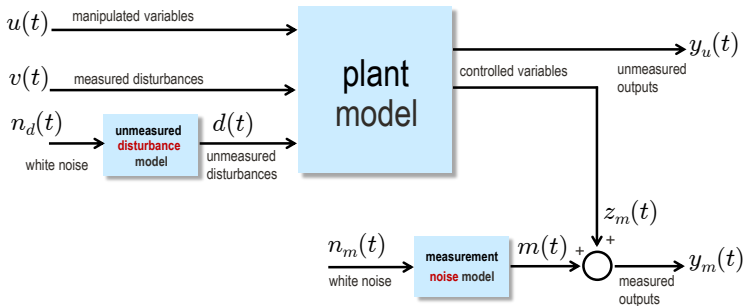 u(t)
manipulated variables
v(t)
measured disturbances
n_d(t)
white noise
unmeasured
disturbance
model
d(t)
unmeasured
disturbances
plant
model
y_u(t)
unmeasured
outputs
controlled variables
z_m(t)
n_m(t)
white noise
measurement
noise model
m(t)
+
+
y_m(t)
measured
outputs